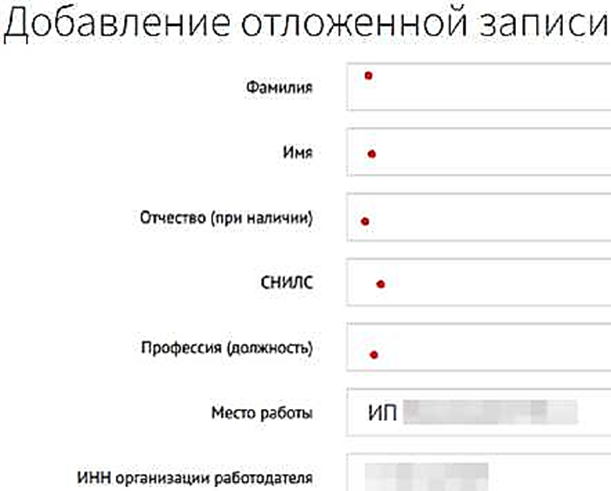 Добавление отложенной записи
Фамилия
Имя
Отчество (при наличии)
СНИЛС
Профессия (должность)
Место работы ИП
ИНН организации работодателя